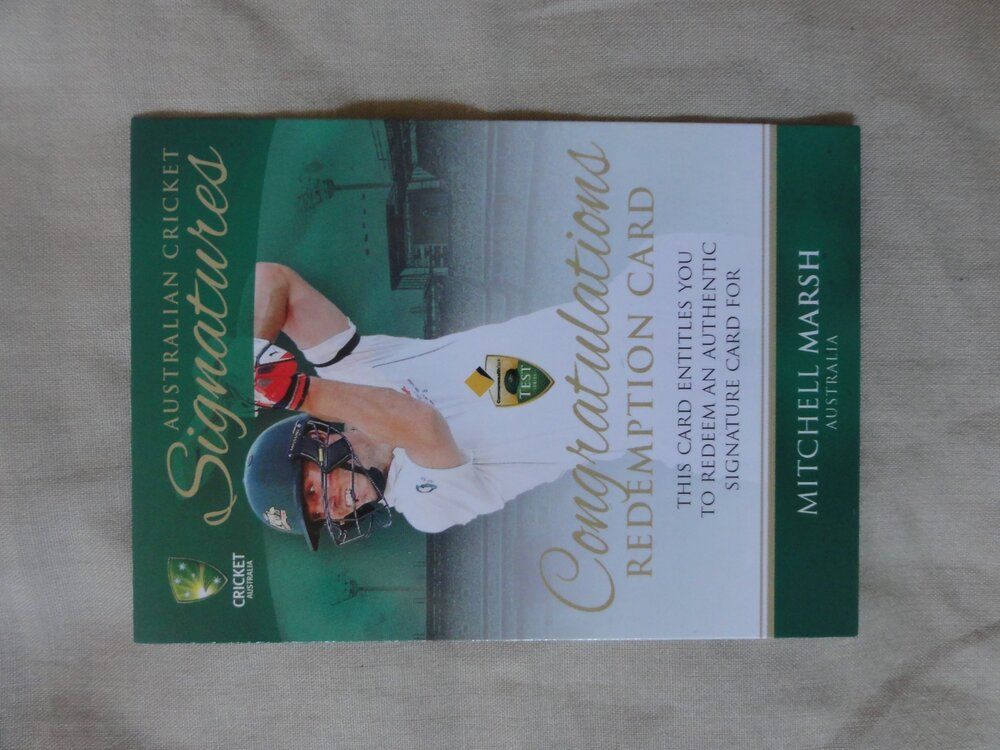 CRICKET
AUSTRALIA
AUSTRALIAN CRICKET
Signatures
TEST
Congratulations
REDEMPTION CARD
THIS CARD ENTITLES YOU
TO REDEEM AN AUTHENTIC
SIGNATURE CARD FOR
MITCHELL MARSH
AUSTRALIA